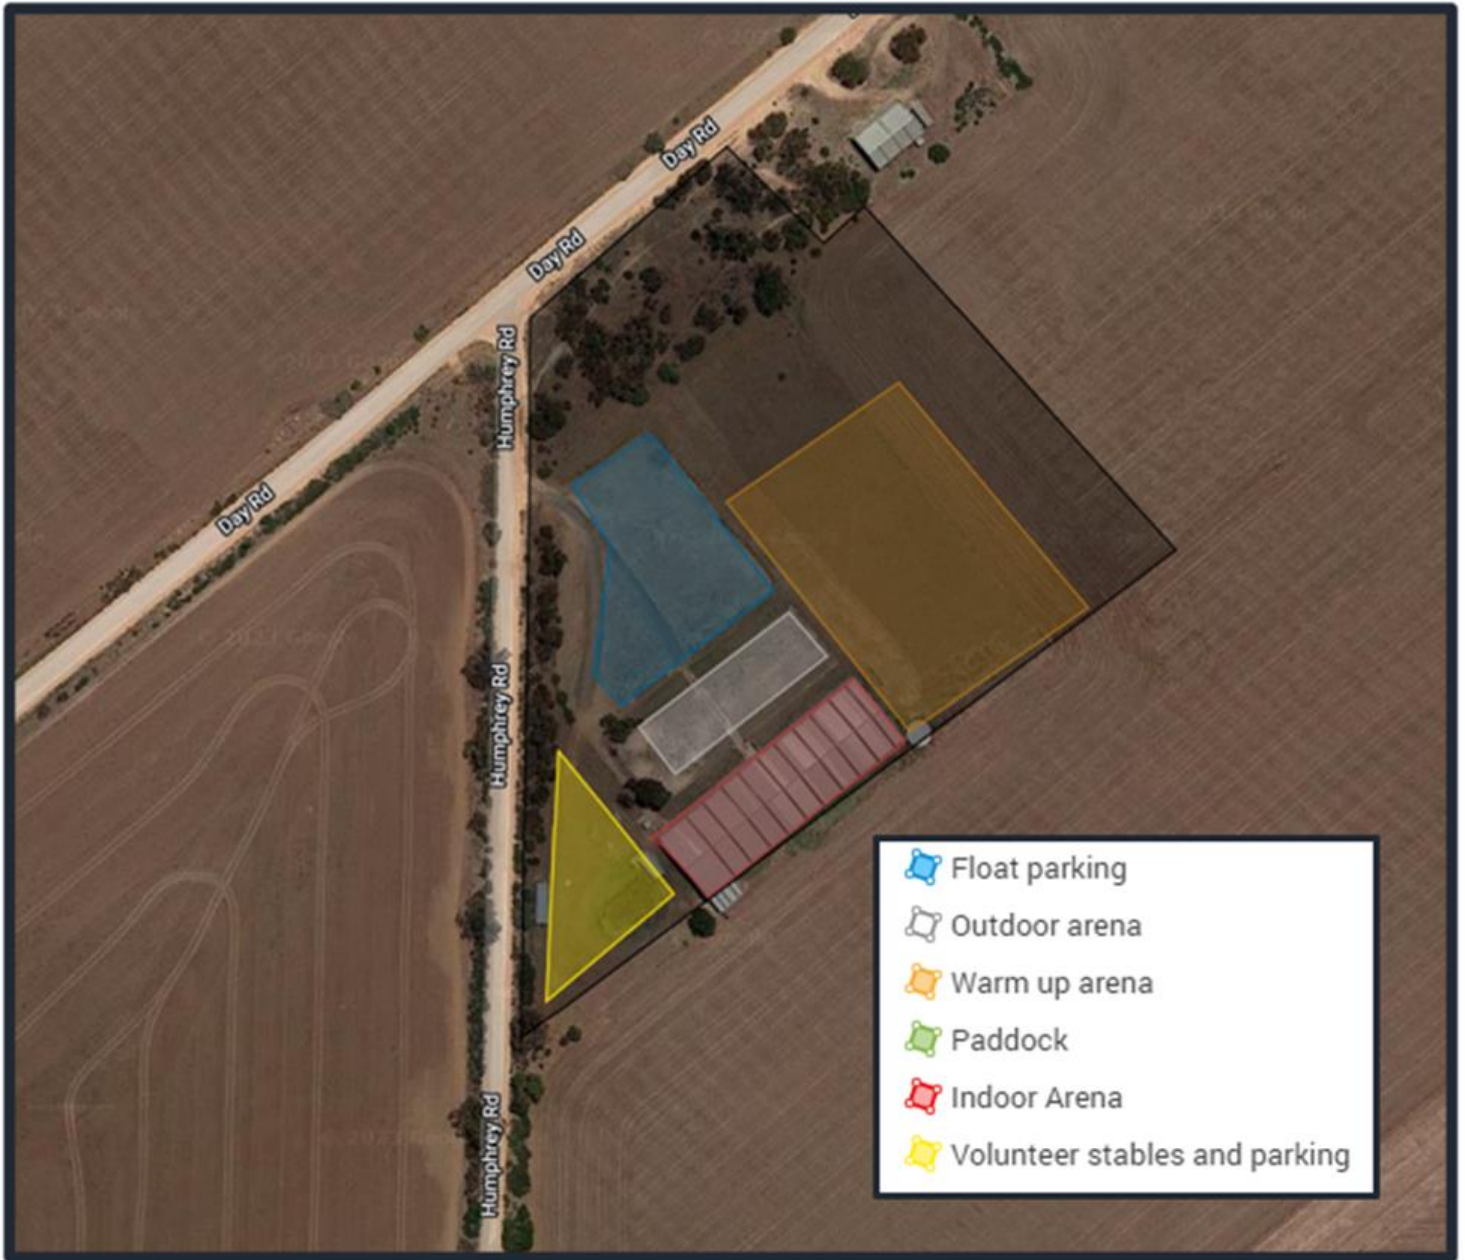 Day Rd
Day Rd
Humphrey Rd
Day Rd
Humphrey Rd
Humphrey Rd
Float parking
Outdoor arena
Warm up arena
Paddock
Indoor Arena
Volunteer stables and parking